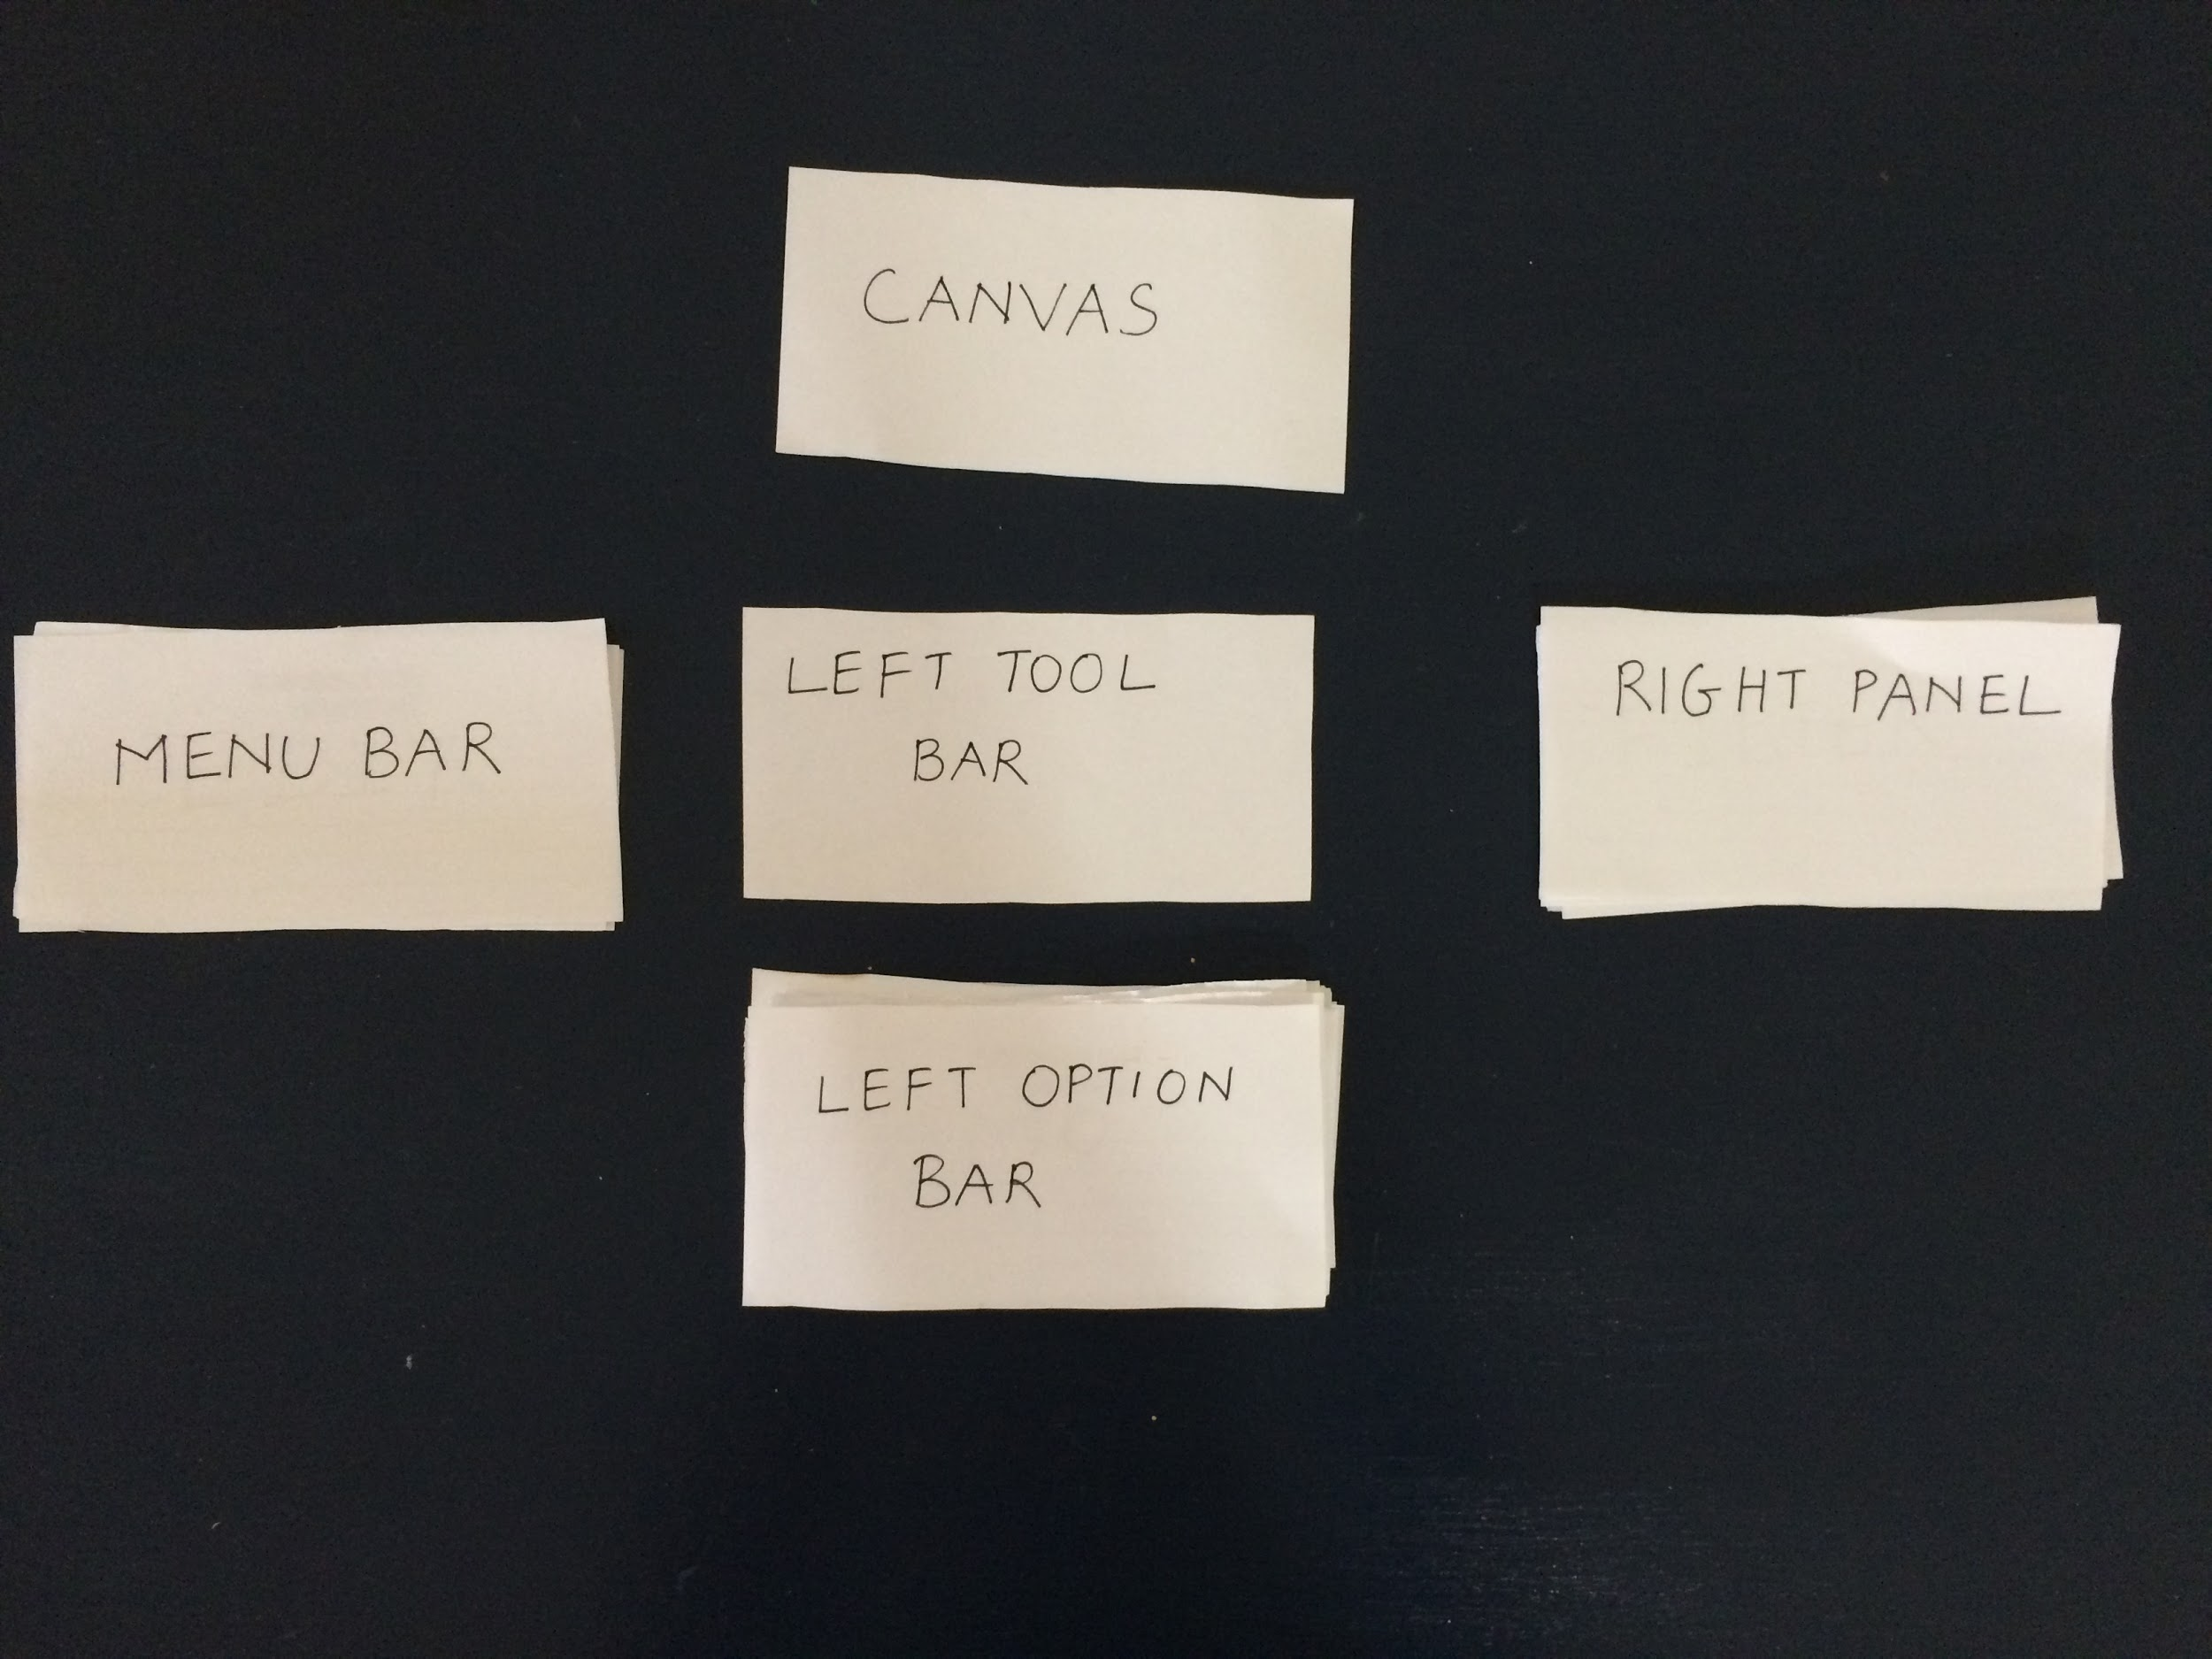 CANVAS
MENU BAR
LEFT TOOL
BAR
RIGHT PANEL
LEFT OPTION
BAR